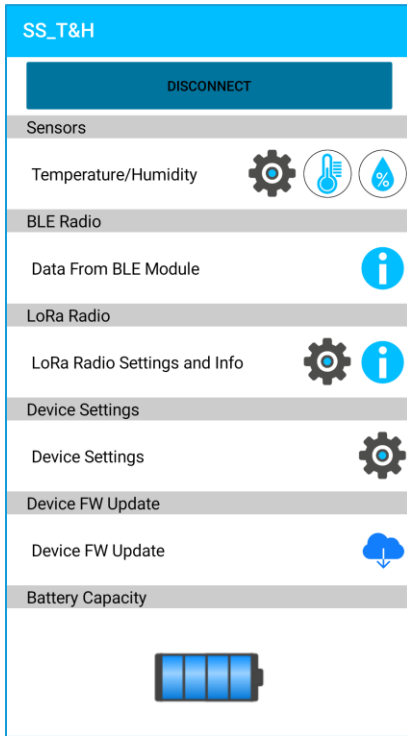 SS_T&H
DISCONNECT
Sensors
Temperature/Humidity
%
BLE Radio
Data From BLE Module
i
LoRa Radio
LoRa Radio Settings and Info
i
Device Settings
Device Settings
Device FW Update
Device FW Update
Battery Capacity